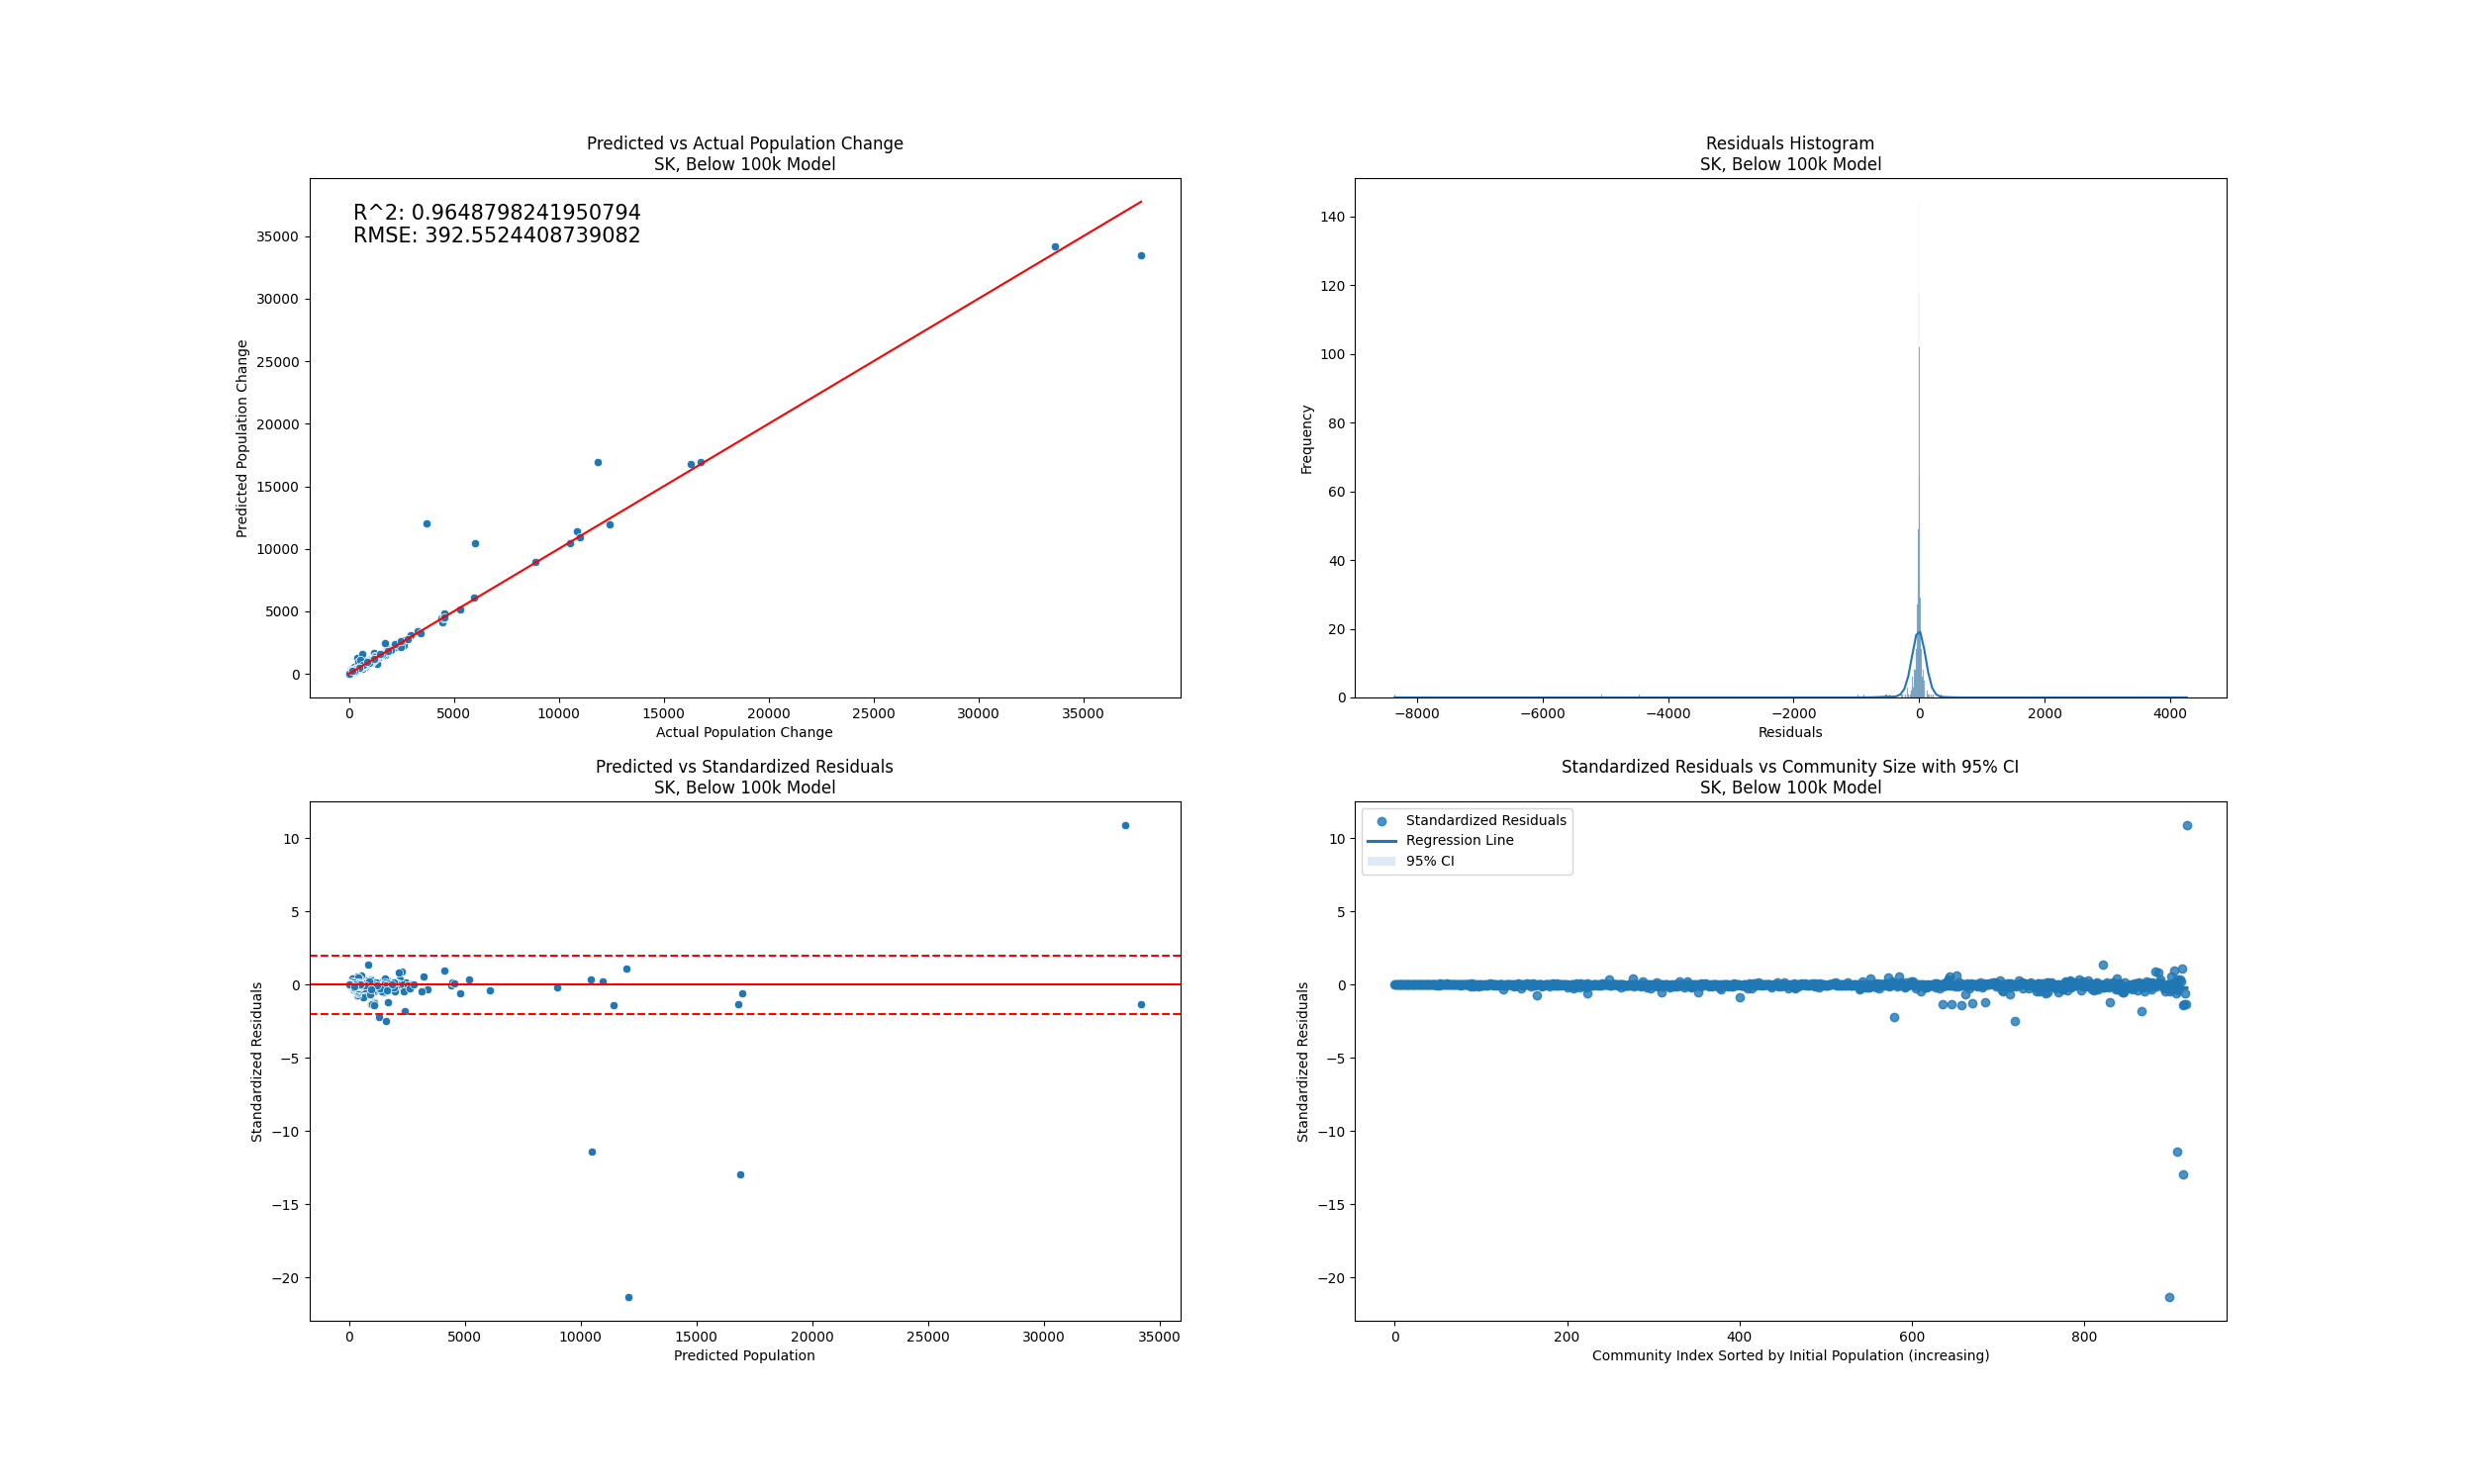 Predicted vs Actual Population Change
SK, Below 100k Model
R^2: 0.9648798241950794
RMSE: 392.5524408739082
35000
30000
25000
20000
15000
10000
5000
0
Predicted Population Change
0 5000 10000 15000 20000 25000 30000 35000
Actual Population Change
Residuals Histogram
SK, Below 100k Model
140
120
100
80
60
40
20
0
Frequency
−8000 −6000 −4000 −2000 0 2000 4000
Residuals
Predicted vs Standardized Residuals
SK, Below 100k Model
10
5
0
−5
−10
−15
−20
Standardized Residuals
0 5000 10000 15000 20000 25000 30000 35000
Predicted Population
Standardized Residuals vs Community Size with 95% CI
SK, Below 100k Model
Standardized Residuals
Regression Line
95% CI
10
5
0
−5
−10
−15
−20
Standardized Residuals
0 200 400 600 800
Community Index Sorted by Initial Population (increasing)